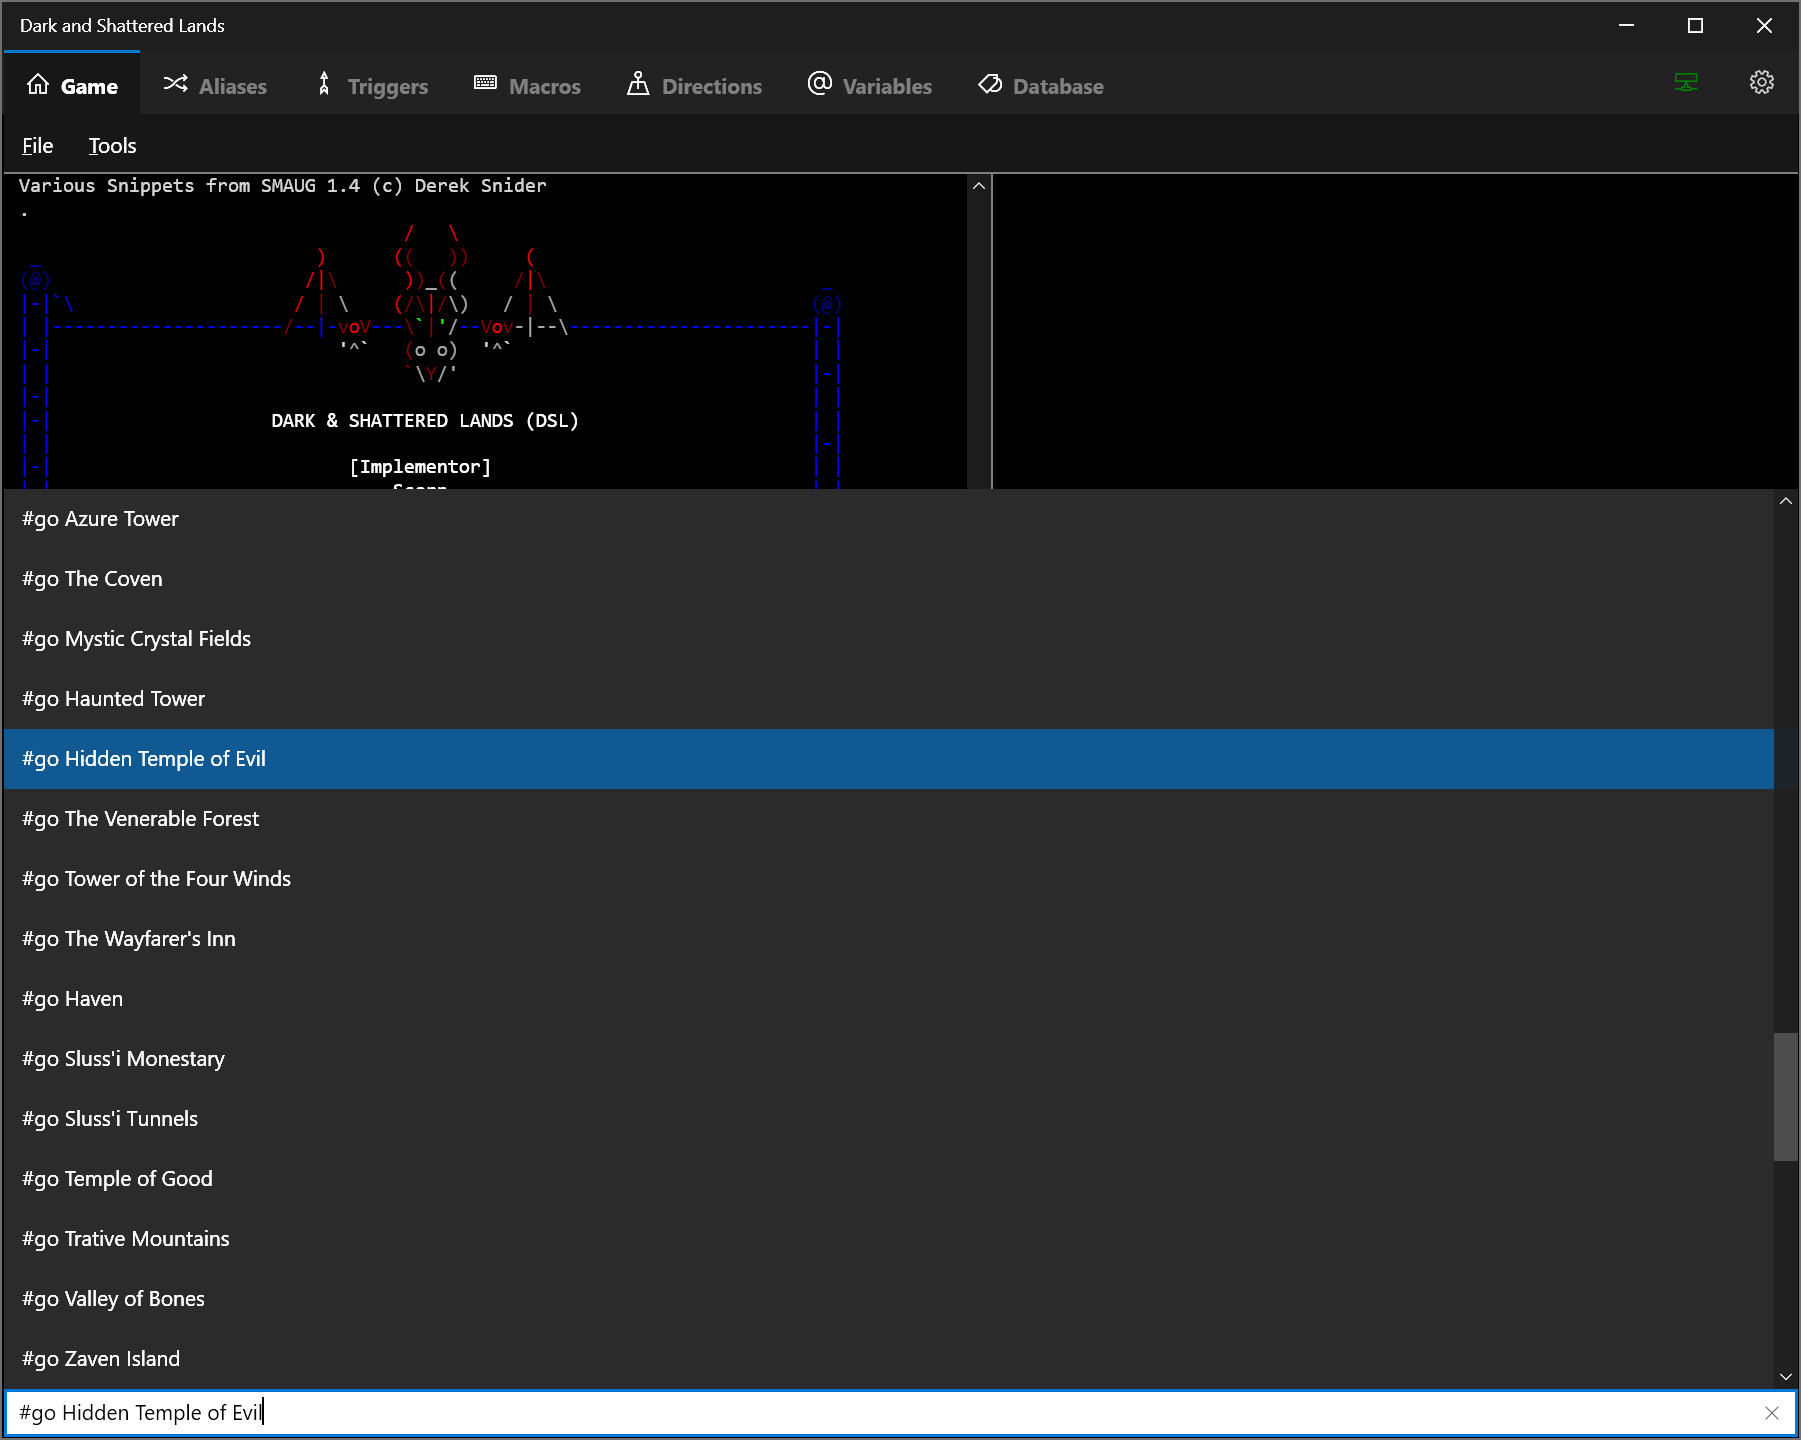 Dark and Shattered Lands
Game Aliases Triggers Macros Directions Variables Database
File Tools
Various Snippets from SMAUG 1.4 (c) Derek Snider
.
DARK & SHATTERED LANDS (DSL)
[Implementor]
#go Azure Tower
#go The Coven
#go Mystic Crystal Fields
#go Haunted Tower
#go Hidden Temple of Evil
#go The Venerable Forest
#go Tower of the Four Winds
#go The Wayfarer's Inn
#go Haven
#go Sluss'i Monestary
#go Sluss'i Tunnels
#go Temple of Good
#go Trative Mountains
#go Valley of Bones
#go Zaven Island
#go Hidden Temple of Evil